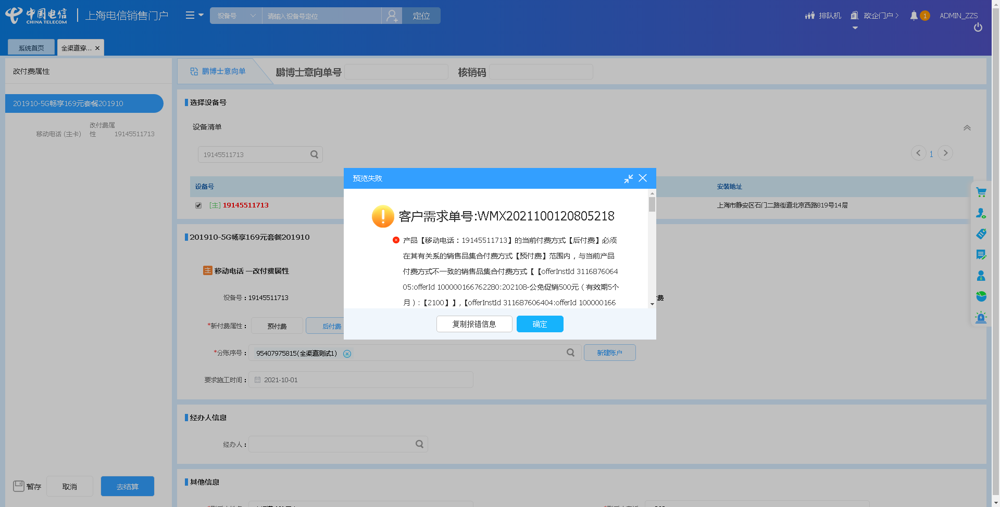 中国电信
CHINA TELECOM
上海电信销售门户
设备号
请输入设备号定位
定位
排队机
政企门户
1
ADMIN_ZZS
系统首页
全渠道穿...
改付费属性
201910-5G畅享169元套餐201910
移动电话 (主卡)
改付费属性
19145511713
鹏博士意向单
鹏博士意向单号
核销码
选择设备号
设备清单
19145511713
1
设备号
安装地址
[主] 19145511713
上海市静安区石门二路街道北京西路819号14层
201910-5G畅享169元套餐201910
主 移动电话 —改付费属性
设备号：19145511713
费
*新付费属性：
预付费
后付费
*分账序号：
95407975815(全渠道测试1)
新建账户
要求施工时间：
2021-10-01
经办人信息
经办人：
其他信息
暂存
取消
去结算
预览失败
客户需求单号:WMX2021100120805218
产品【移动电话：19145511713】的当前付费方式【后付费】必须
在其有关系的销售品集合付费方式【预付费】范围内，与当前产品
付费方式不一致的销售品集合付费方式【【offerInstId 3116876064
05:offerId 100000166762280:202108-公免促销500元（有效期5个
月）:【2100】】,【offerInstId 311687606404:offerId 100000166
复制报错信息
确定